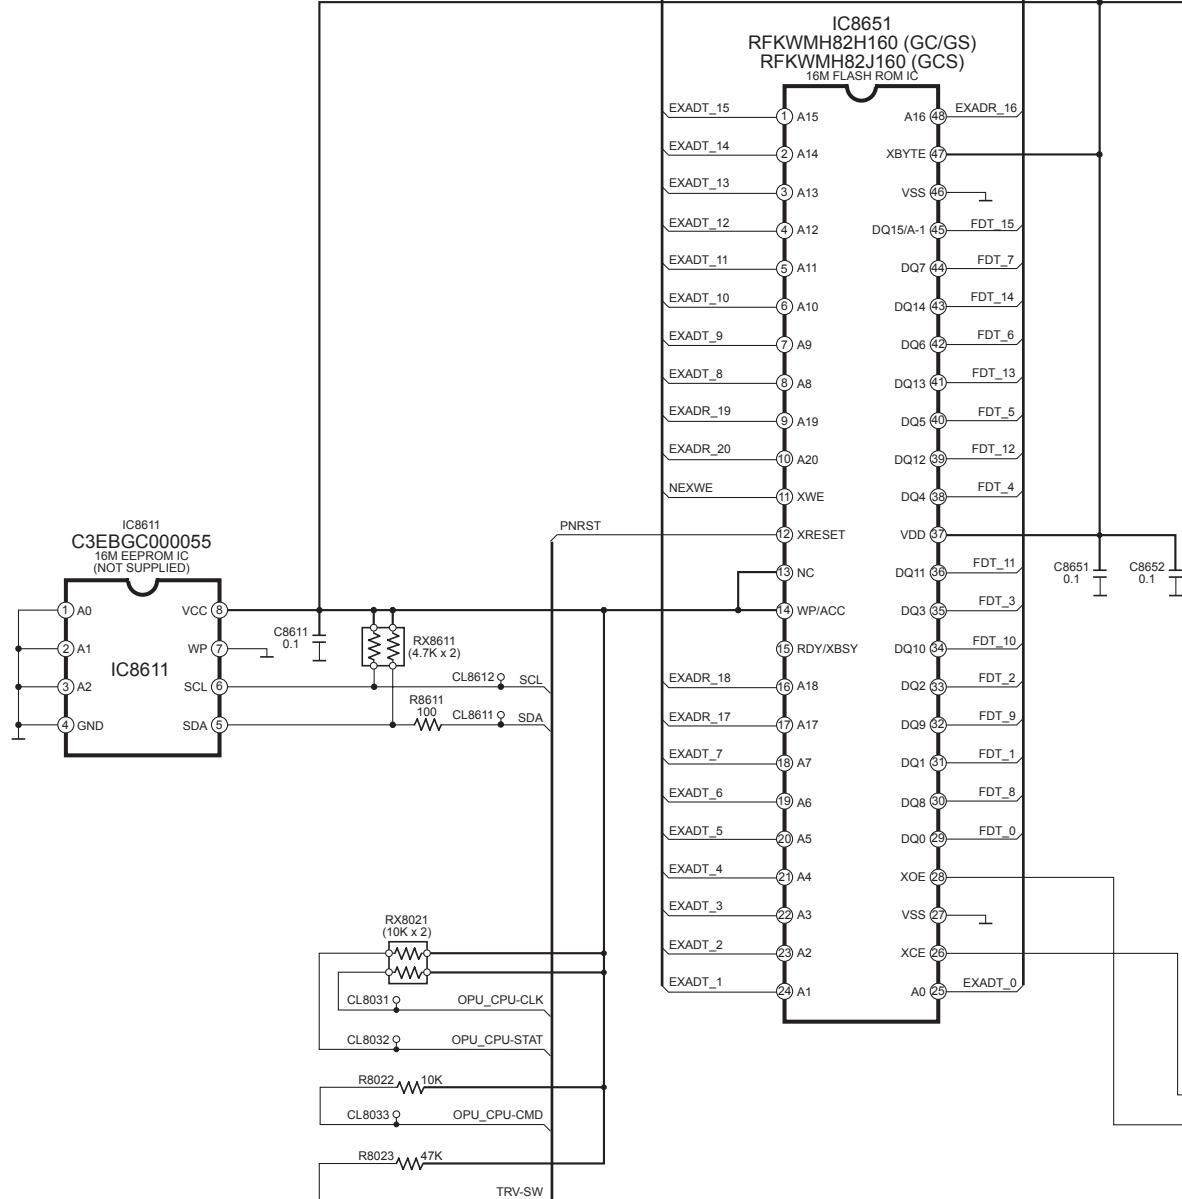 IC8651
RFKWMH82H160 (GC/GS)
RFKWMH82J160 (GCS)
16M FLASH ROM IC
EXADT_15 1 A15 A16 48 EXADR_16
EXADT_14 2 A14 XBYTE 47
EXADT_13 3 A13 VSS 46
EXADT_12 4 A12 DQ15/A-1 45 FDT_15
EXADT_11 5 A11 DQ7 44 FDT_7
EXADT_10 6 A10 DQ14 43 FDT_14
EXADT_9 7 A9 DQ6 42 FDT_6
EXADT_8 8 A8 DQ13 41 FDT_13
EXADR_19 9 A19 DQ5 40 FDT_5
EXADR_20 10 A20 DQ12 39 FDT_12
NEXWE 11 XWE DQ4 38 FDT_4
PNRST 12 XRESET VDD 37
13 NC DQ11 36 FDT_11
14 WP/ACC DQ3 35 FDT_3
15 RDY/XBSY DQ10 34 FDT_10
EXADR_18 16 A18 DQ2 33 FDT_2
EXADR_17 17 A17 DQ9 32 FDT_9
EXADT_7 18 A7 DQ1 31 FDT_1
EXADT_6 19 A6 DQ8 30 FDT_8
EXADT_5 20 A5 DQ0 29 FDT_0
EXADT_4 21 A4 XOE 28
EXADT_3 22 A3 VSS 27
EXADT_2 23 A2 XCE 26
EXADT_1 24 A1 A0 25 EXADT_0
C8651
0.1
C8652
0.1
IC8611
C3EBGC000055
16M EEPROM IC
(NOT SUPPLIED)
1 A0 VCC 8
2 A1 WP 7
IC8611
3 A2 SCL 6
4 GND SDA 5
C8611
0.1
RX8611
(4.7K x 2)
CL8612 SCL
R8611
100
CL8611 SDA
RX8021
(10K x 2)
CL8031 OPU_CPU-CLK
CL8032 OPU_CPU-STAT
R8022 10K
CL8033 OPU_CPU-CMD
R8023 47K
TRV-SW